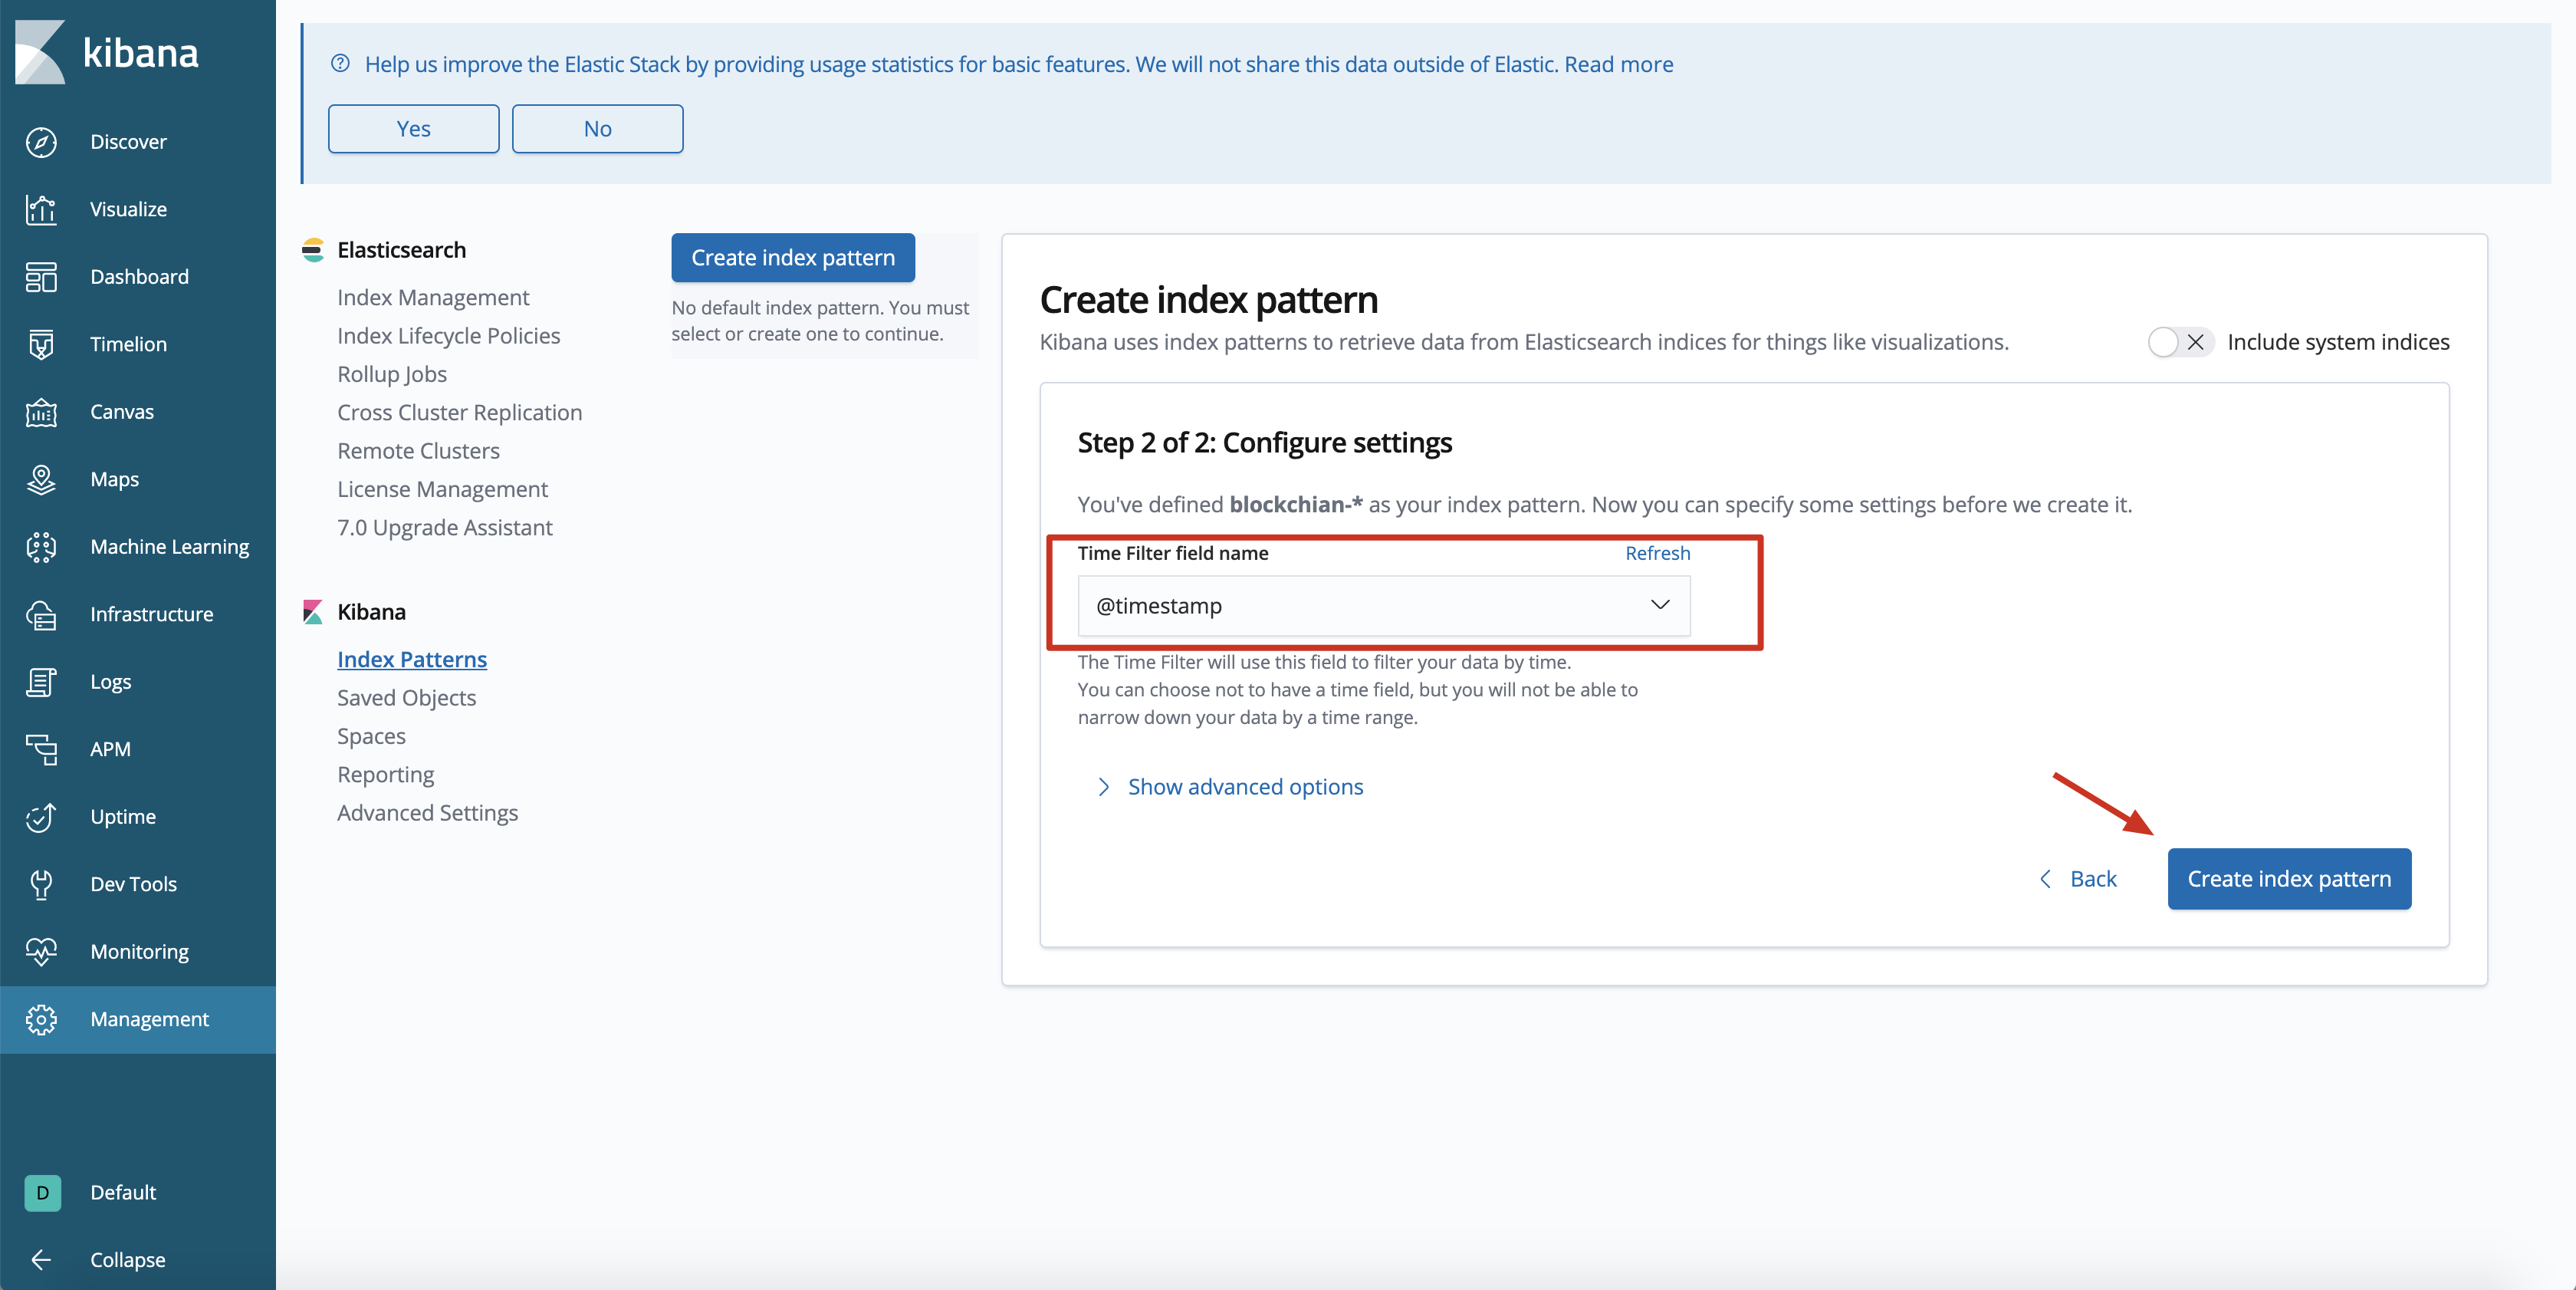 kibana
Discover
Visualize
Dashboard
Timelion
Canvas
Maps
Machine Learning
Infrastructure
Logs
APM
Uptime
Dev Tools
Monitoring
Management
D Default
Collapse
Help us improve the Elastic Stack by providing usage statistics for basic features. We will not share this data outside of Elastic. Read more
Yes No
Elasticsearch
Index Management
Index Lifecycle Policies
Rollup Jobs
Cross Cluster Replication
Remote Clusters
License Management
7.0 Upgrade Assistant
Kibana
Index Patterns
Saved Objects
Spaces
Reporting
Advanced Settings
Create index pattern
No default index pattern. You must
select or create one to continue.
Create index pattern
Kibana uses index patterns to retrieve data from Elasticsearch indices for things like visualizations.
Include system indices
Step 2 of 2: Configure settings
You've defined blockchian-* as your index pattern. Now you can specify some settings before we create it.
Time Filter field name Refresh
@timestamp
The Time Filter will use this field to filter your data by time.
You can choose not to have a time field, but you will not be able to
narrow down your data by a time range.
Show advanced options
Back
Create index pattern